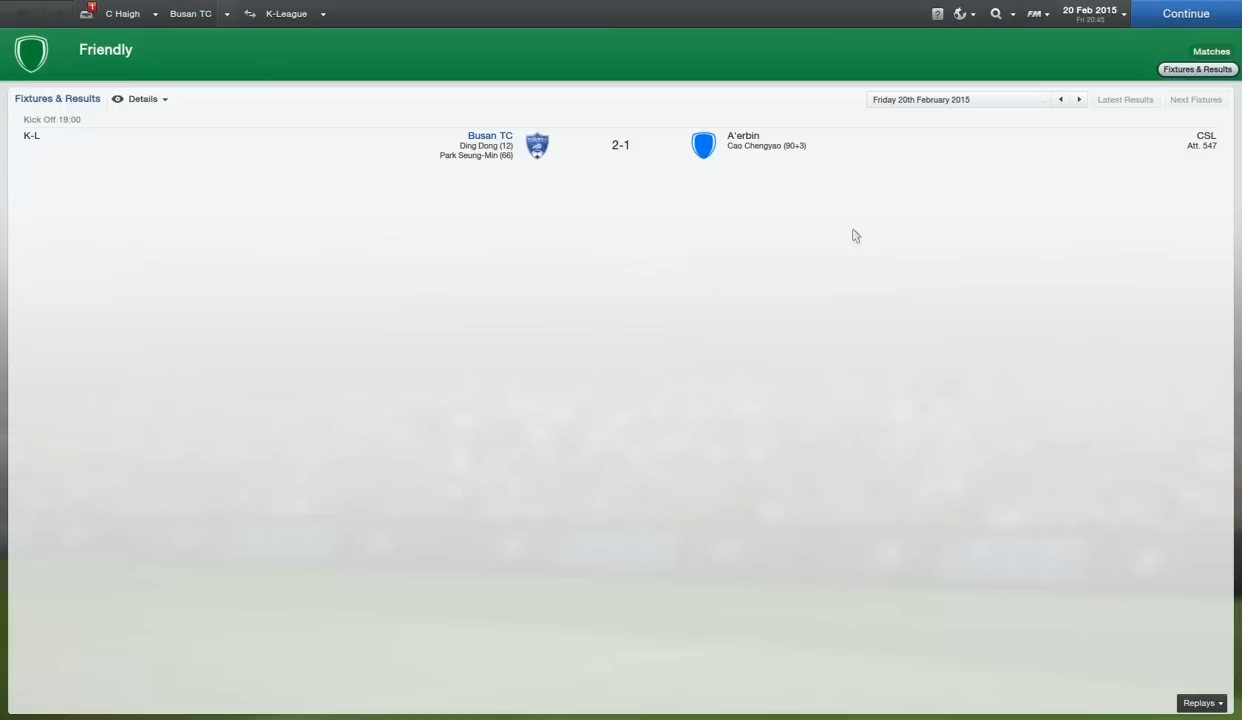 1
C Haigh
Busan TC
K-League
?
FM
20 Feb 2015
Fri 20:45
Continue
Friendly
Matches
Fixtures & Results
Fixtures & Results
Details
Friday 20th February 2015
Latest Results
Next Fixtures
Kick Off 19:00
K-L
Busan TC
2-1
A'erbin
CSL
Ding Dong (12)
Cao Chengyao (90+3)
Att. 547
Park Seung-Min (66)
Replays